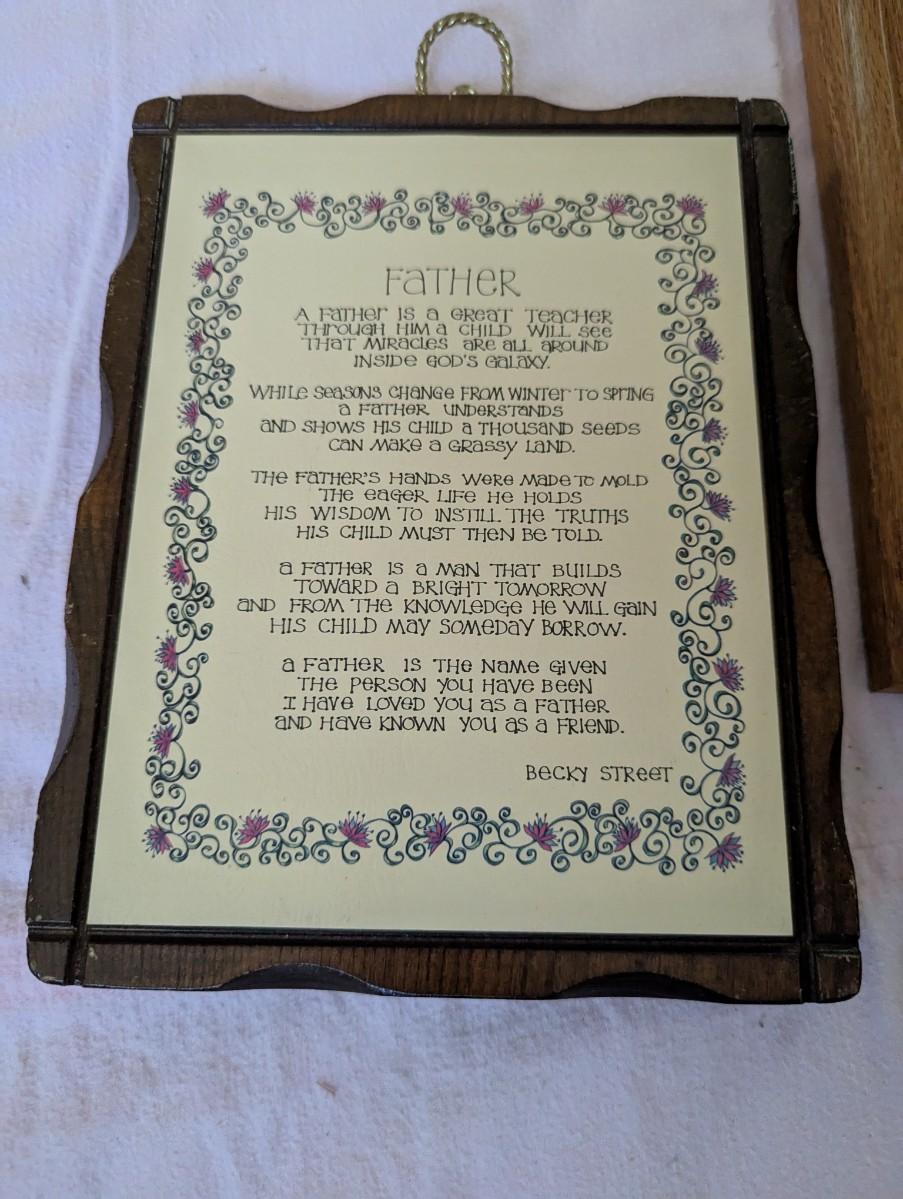 FATHER
A FATHER IS A GREAT TEACHER
THROUGH HIM A CHILD WILL SEE
THAT MIRACLES ARE ALL AROUND
INSIDE GOD'S GALAXY.
WHILE SEASONS CHANGE FROM WINTER TO SPRING
A FATHER UNDERSTANDS
AND SHOWS HIS CHILD A THOUSAND SEEDS
CAN MAKE A GRASSY LAND.
THE FATHER'S HANDS WERE MADE TO MOLD
THE EAGER LIFE HE HOLDS
HIS WISDOM TO INSTILL THE TRUTHS
HIS CHILD MUST THEN BE TOLD.
A FATHER IS A MAN THAT BUILDS
TOWARD A BRIGHT TOMORROW
AND FROM THE KNOWLEDGE HE WILL GAIN
HIS CHILD MAY SOMEDAY BORROW.
A FATHER IS THE NAME GIVEN
THE PERSON YOU HAVE BEEN
I HAVE LOVED YOU AS A FATHER
AND HAVE KNOWN YOU AS A FRIEND.
BECKY STREET